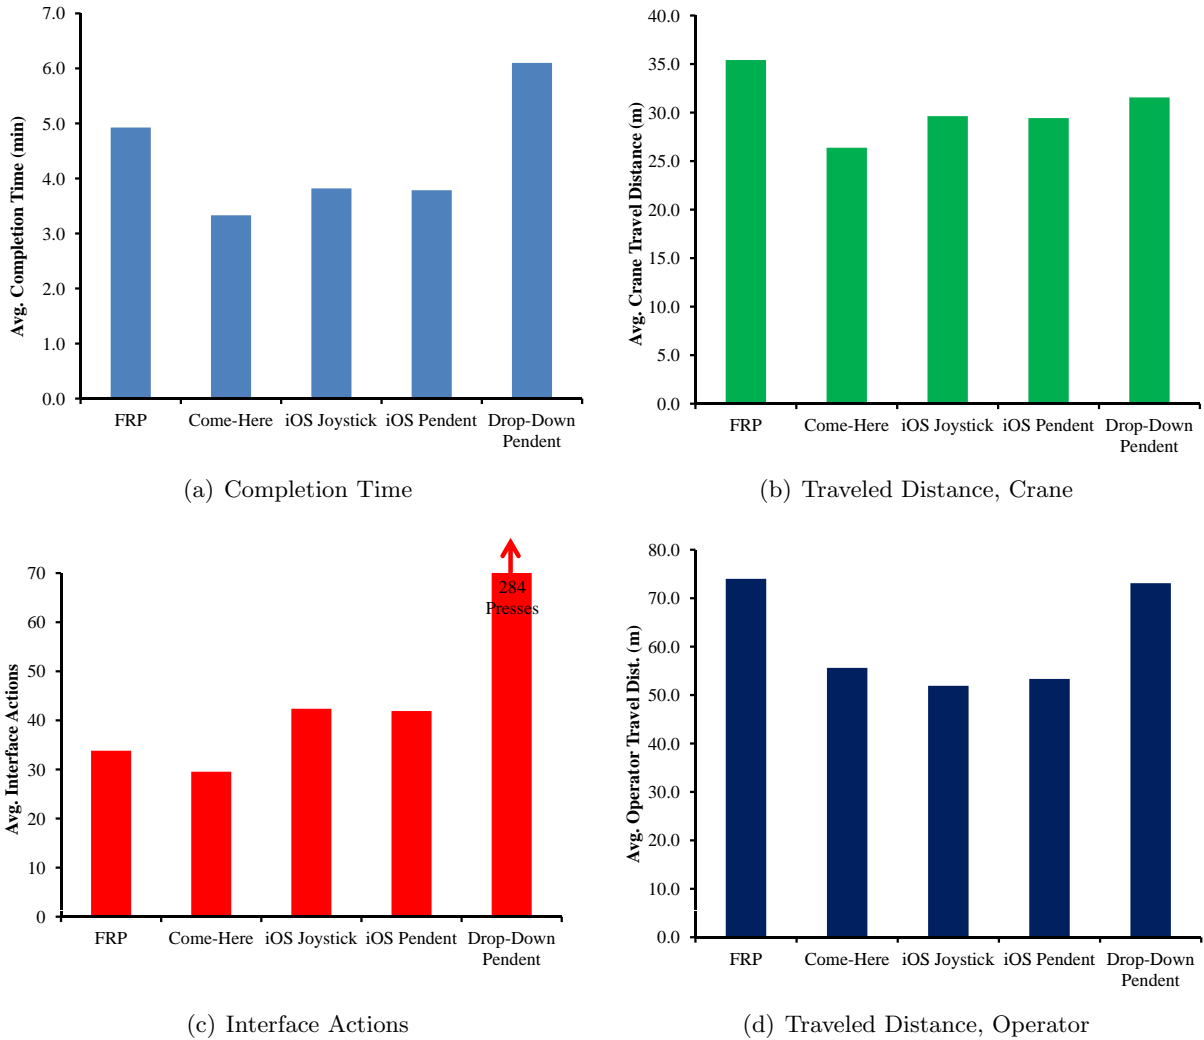 7.0
6.0
5.0
4.0
3.0
2.0
1.0
0.0
Avg. Completion Time (min)
FRP
Come-Here
iOS Joystick
iOS Pendent
Drop-Down
Pendent
(a) Completion Time
40.0
35.0
30.0
25.0
20.0
15.0
10.0
5.0
0.0
Avg. Crane Travel Distance (m)
FRP
Come-Here
iOS Joystick
iOS Pendent
Drop-Down
Pendent
(b) Traveled Distance, Crane
70
60
50
40
30
20
10
0
Avg. Interface Actions
284
Presses
FRP
Come-Here
iOS Joystick
iOS Pendent
Drop-Down
Pendent
(c) Interface Actions
80.0
70.0
60.0
50.0
40.0
30.0
20.0
10.0
0.0
Avg. Operator Travel Dist. (m)
FRP
Come-Here
iOS Joystick
iOS Pendent
Drop-Down
Pendent
(d) Traveled Distance, Operator